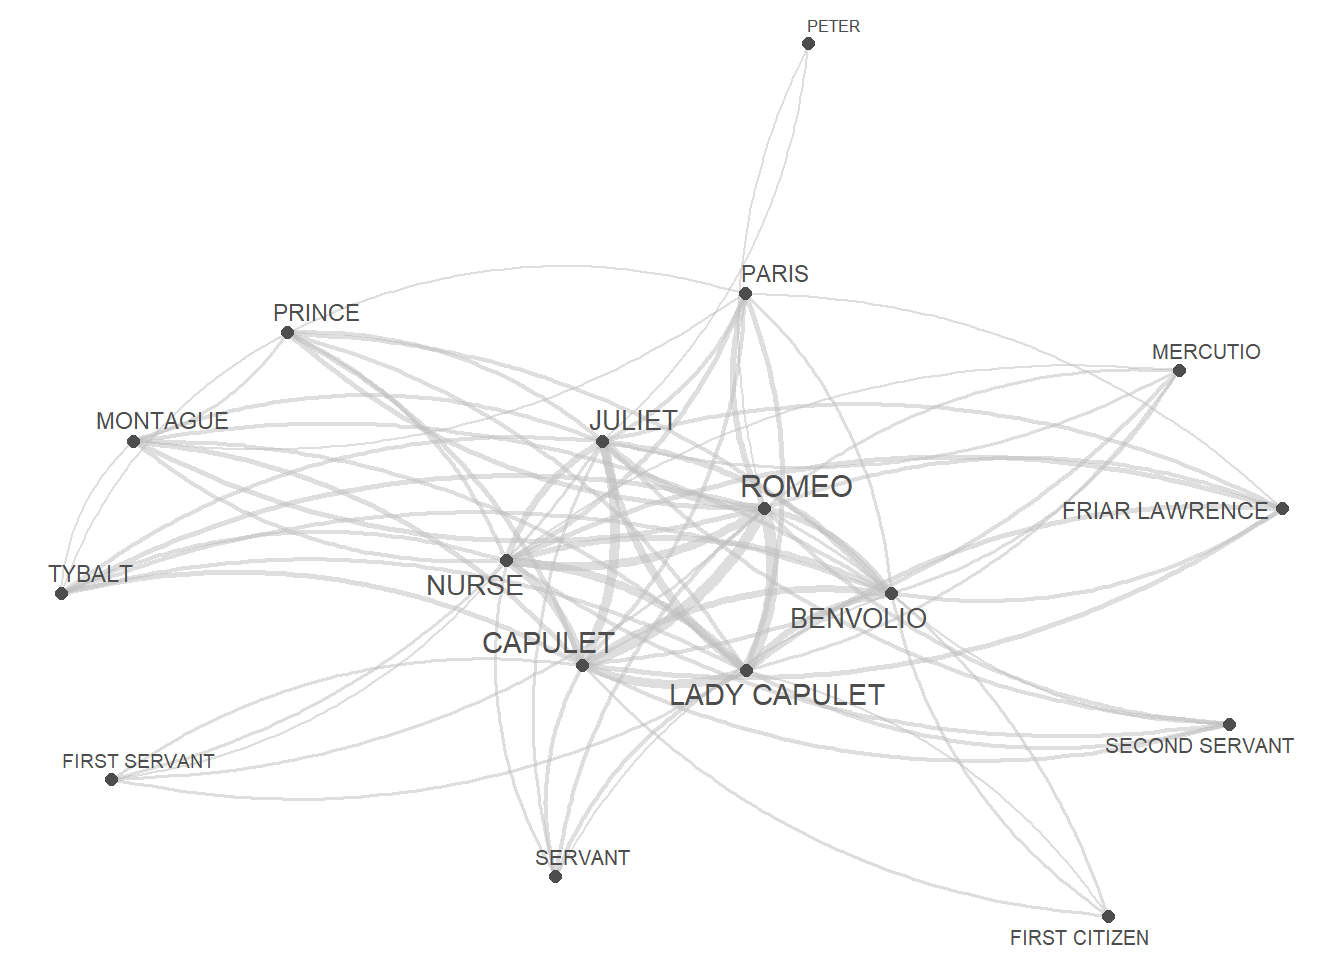 PETER
PARIS
PRINCE
MERCUTIO
MONTAGUE
JULIET
ROMEO
FRIAR LAWRENCE
TYBALT
NURSE
BENVOLIO
CAPULET
LADY CAPULET
SECOND SERVANT
FIRST SERVANT
SERVANT
FIRST CITIZEN